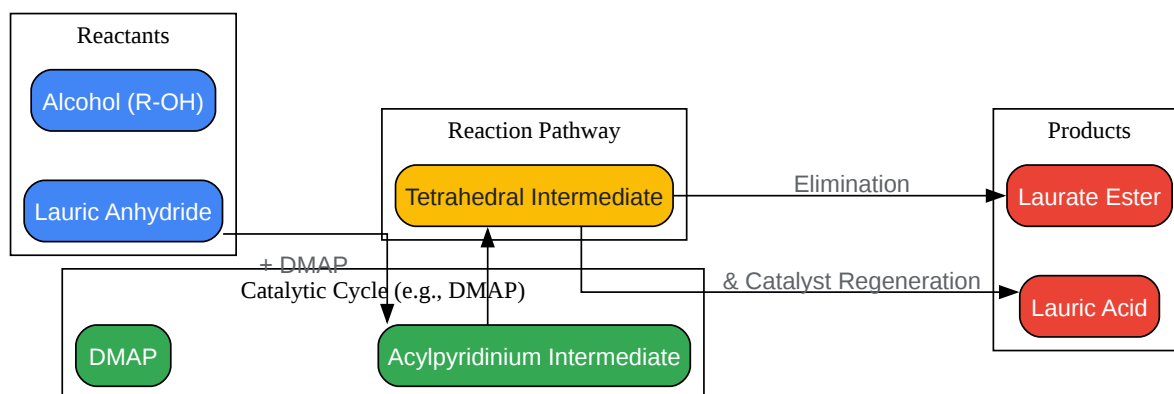 Reactants
Alcohol (R-OH)
Lauric Anhydride
+ DMAP
Reaction Pathway
Tetrahedral Intermediate
Elimination
& Catalyst Regeneration
Products
Laurate Ester
Lauric Acid
Catalytic Cycle (e.g., DMAP)
DMAP
Acylpyridinium Intermediate